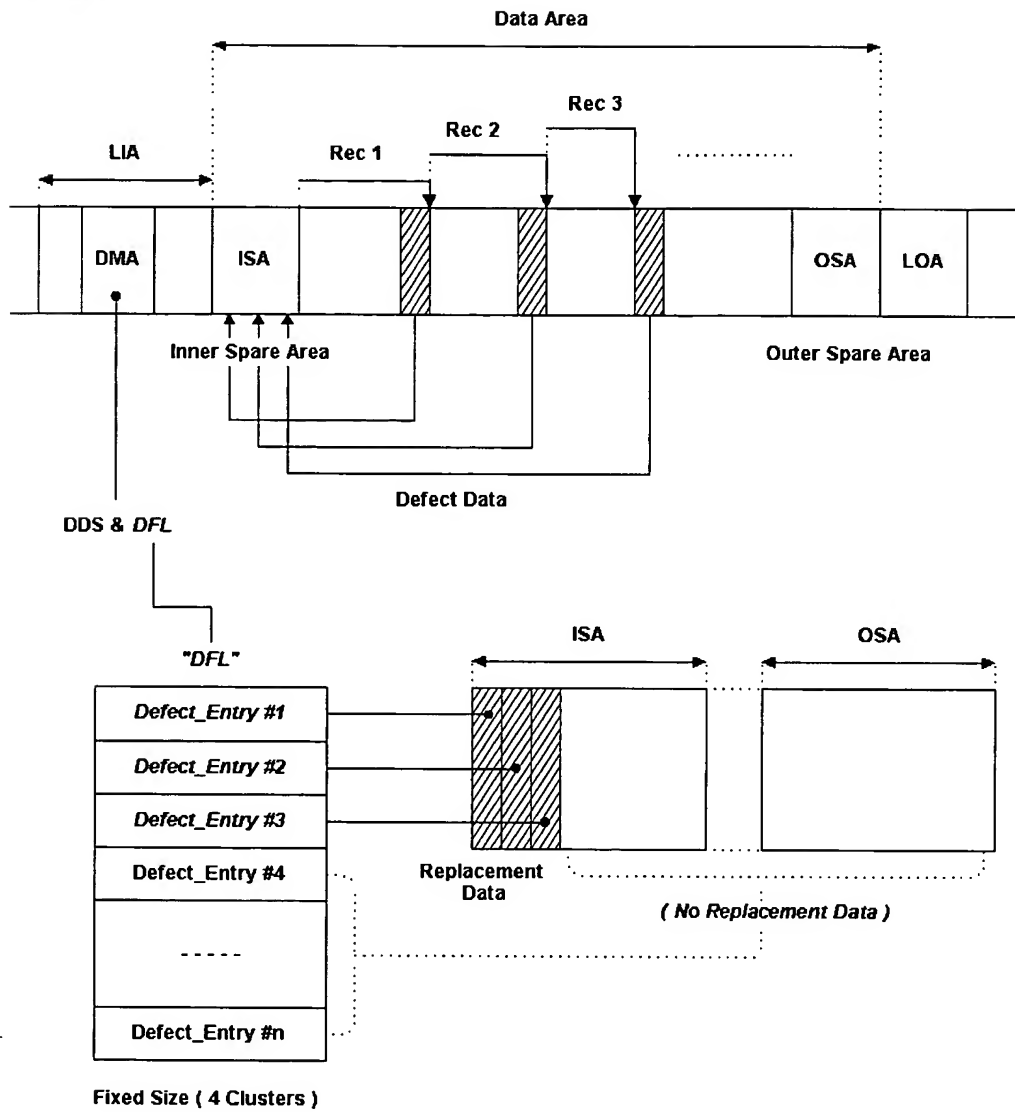 Data Area
Rec 3
Rec 2
LIA
Rec 1
DMA
ISA
OSA
LOA
Inner Spare Area
Outer Spare Area
Defect Data
DDS & DFL
"DFL"
ISA
OSA
Defect_Entry #1
Defect_Entry #2
Defect_Entry #3
Defect_Entry #4
- - - - -
Defect_Entry #n
Replacement
Data
( No Replacement Data )
Fixed Size ( 4 Clusters )